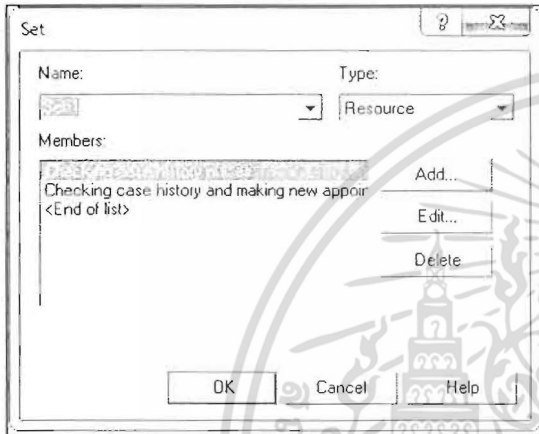 Set
Name:
Type:
Resource
Members:
Checking case history and making new appoir
<End of list>
Add...
Edit...
Delete
OK
Cancel
Help